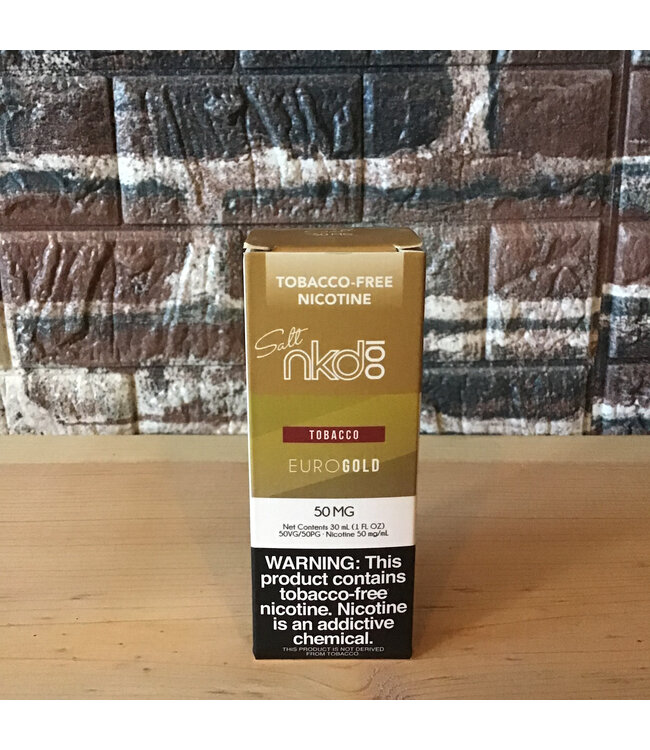 TOBACCO-FREE
NICOTINE
Salt
nkd100
TOBACCO
EUROGOLD
50 MG
Net Contents 30 mL (1 FL OZ)
50VG/50PG · Nicotine 50 mg/mL
WARNING: This
product contains
tobacco-free
nicotine. Nicotine
is an addictive
chemical.
THIS PRODUCT IS NOT DERIVED
FROM TOBACCO